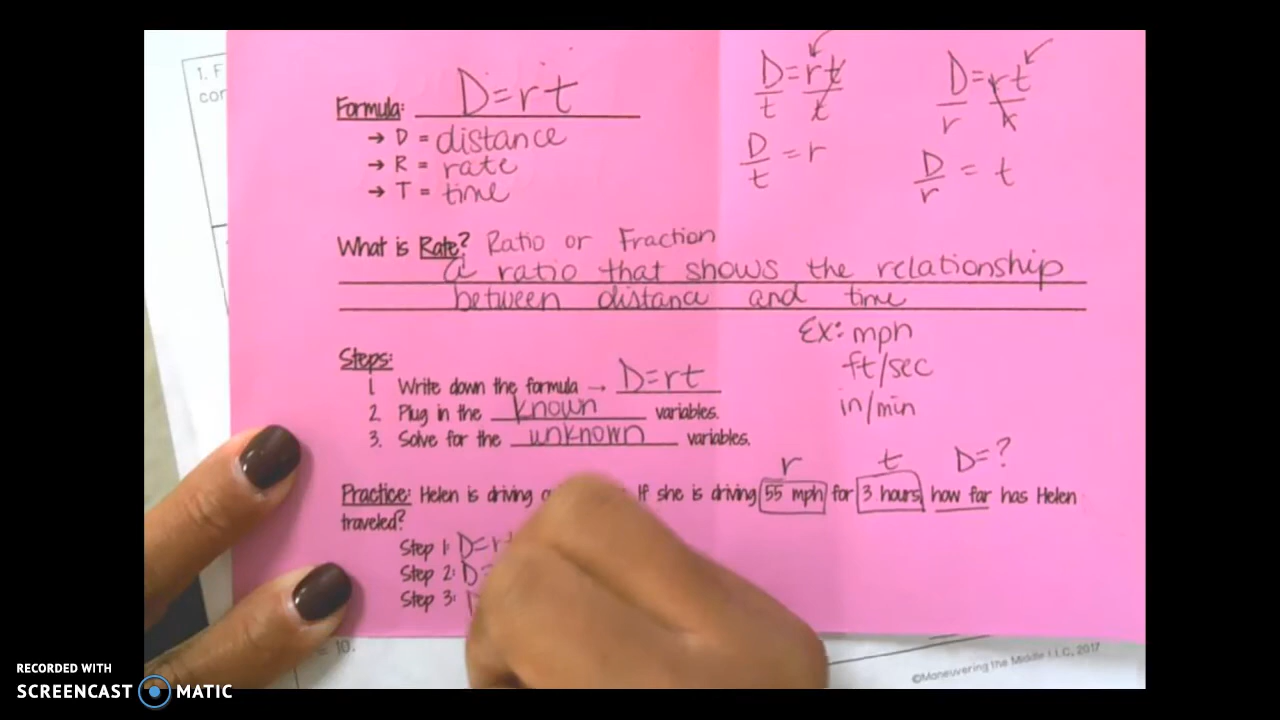 1. F
con
Formula: D=rt
→ D = distance
→ R = rate
→ T = time
D=rt
t t
D = r
t
D=rt
r r
D = t
r
What is Rate? Ratio or Fraction
a ratio that shows the relationship
between distance and time
Ex: mph
ft/sec
in/min
Steps:
1. Write down the formula → D=rt
2. Plug in the known variables.
3. Solve for the unknown variables.
r t D=?
Practice: Helen is driving If she is driving 55 mph for 3 hours, how far has Helen
traveled?
Step 1: D=r
Step 2: D=
Step 3:
10.
©Maneuvering the Middle LLC, 2017
RECORDED WITH
SCREENCAST MATIC